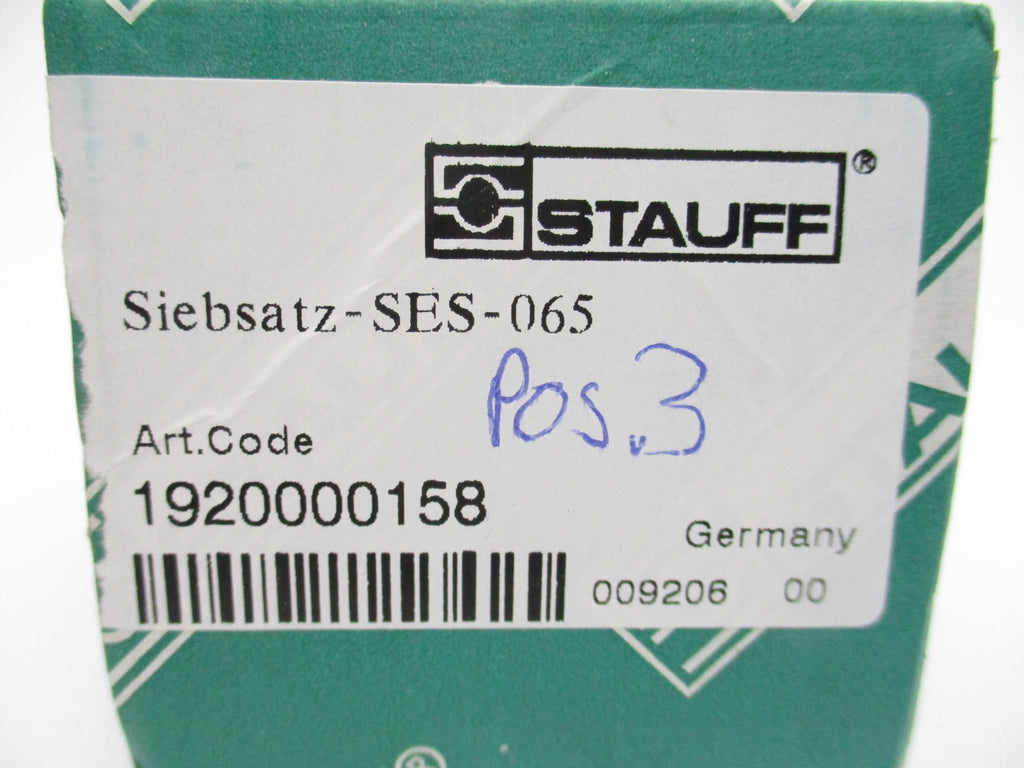 STAUFF®
Siebsatz-SES-065
Pos.3
Art.Code
1920000158
Germany
009206 00